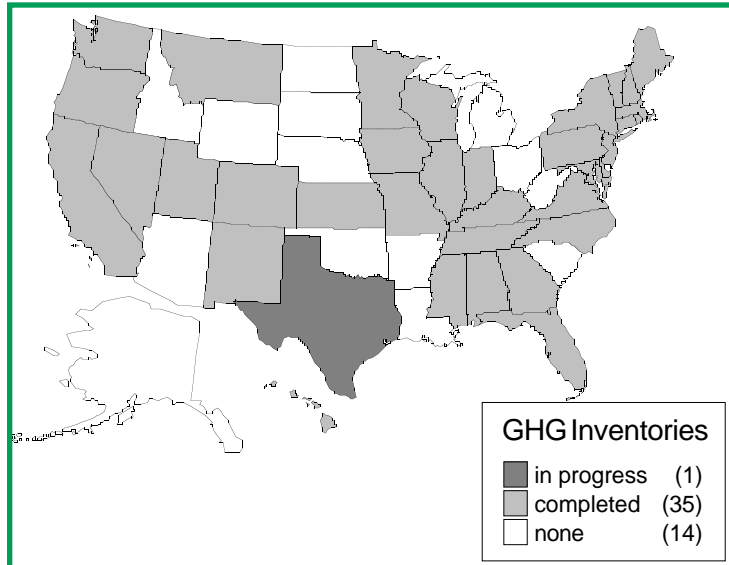 GHG Inventories
in progress (1)
completed (35)
none (14)